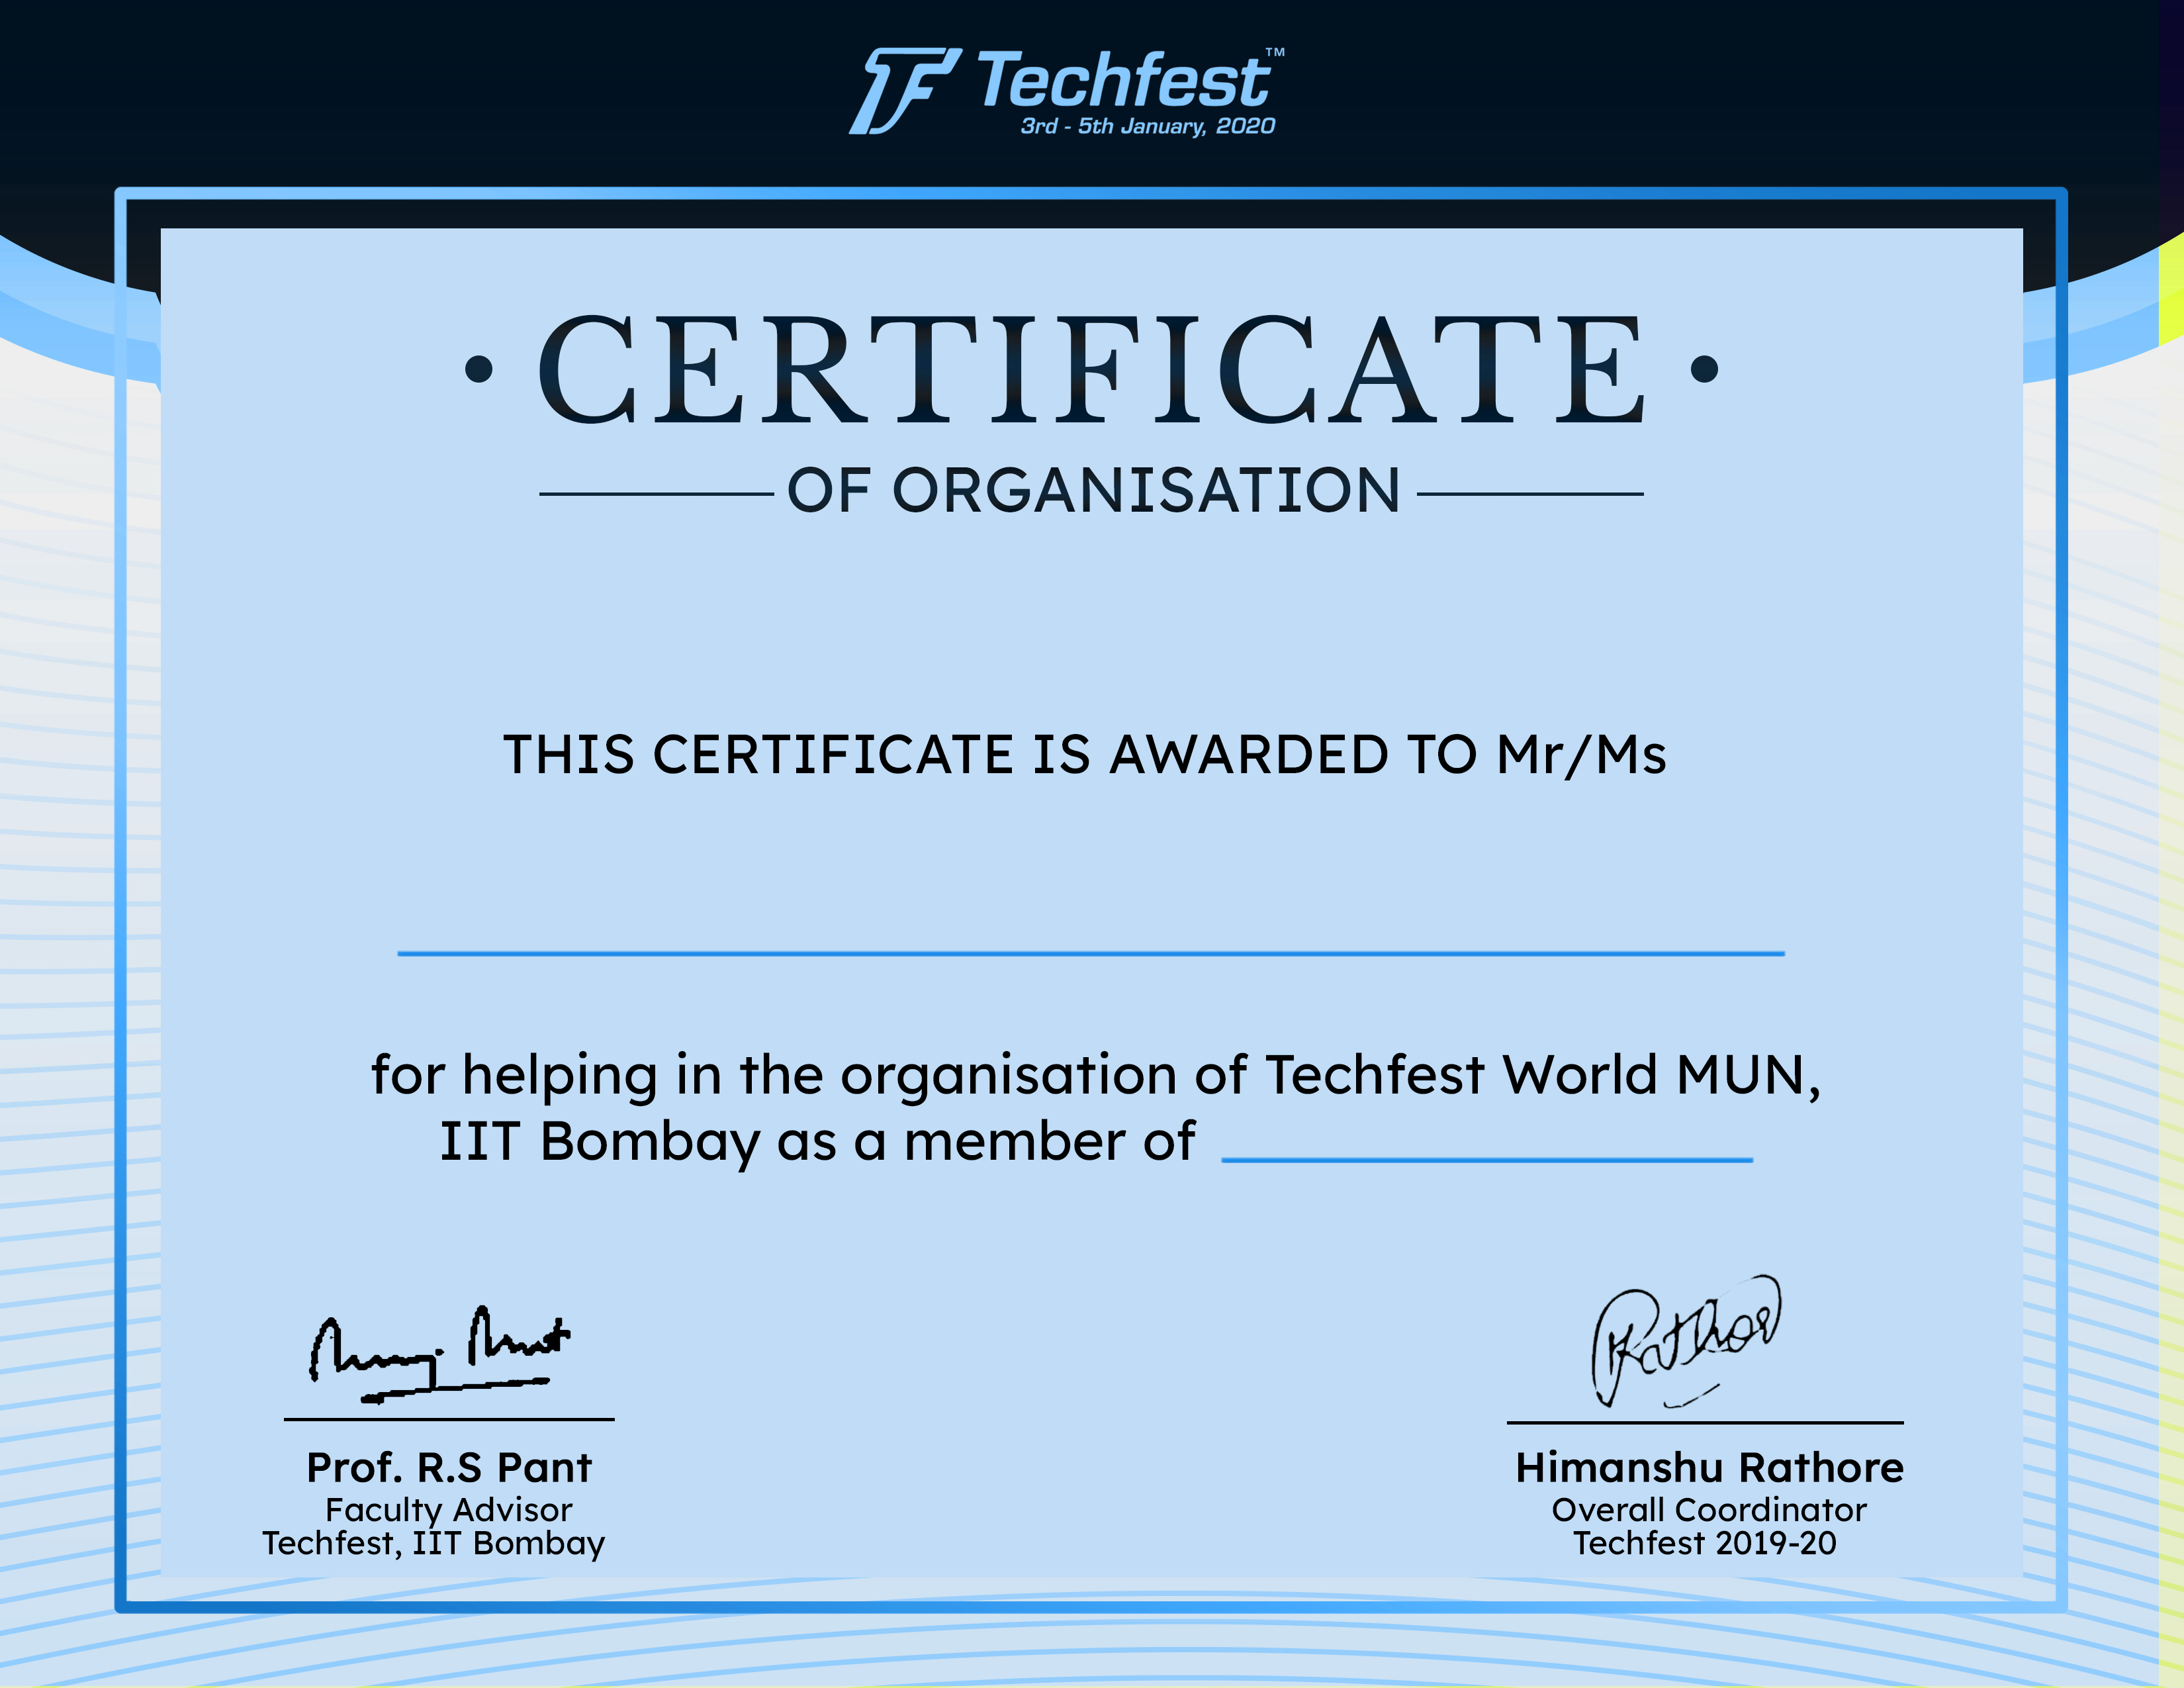 TF Techfest™
3rd - 5th January, 2020
• CERTIFICATE •
OF ORGANISATION
THIS CERTIFICATE IS AWARDED TO Mr/Ms
for helping in the organisation of Techfest World MUN,
IIT Bombay as a member of
Rathor
Prof. R.S Pant
Faculty Advisor
Techfest, IIT Bombay
Himanshu Rathore
Overall Coordinator
Techfest 2019-20